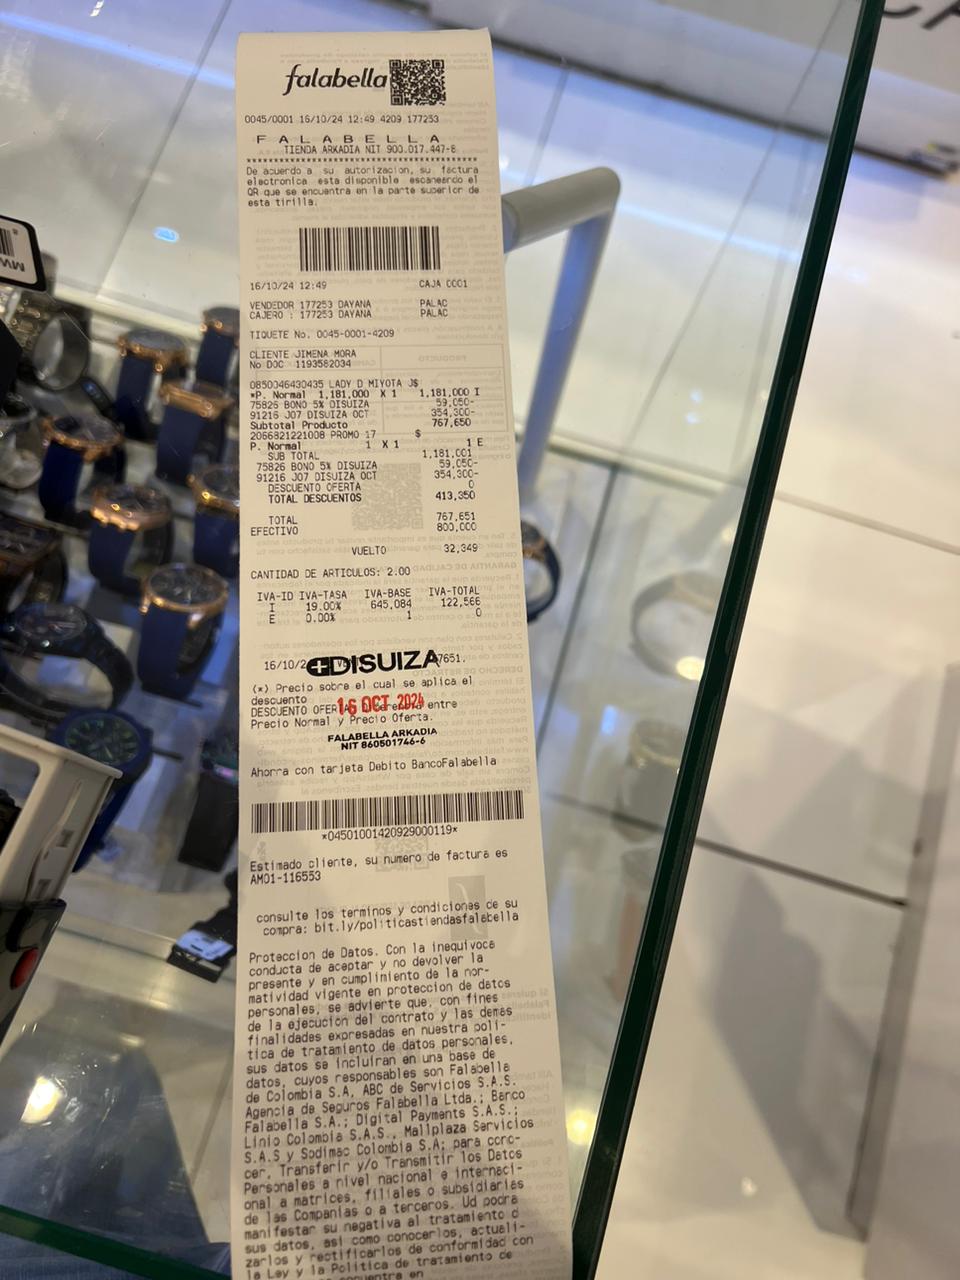 falabella
0045/0001 16/10/24 12:49 4209 177253
F A L A B E L L A
TIENDA ARKADIA NIT 900.017.447-8
De acuerdo a su autorizacion, su factura
electronica esta disponible escaneando el
QR que se encuentra en la parte superior de
esta tirilla.
16/10/24 12:49 CAJA 0001
VENDEDOR 177253 DAYANA PALAC
CAJERO : 177253 DAYANA PALAC
TIQUETE No. 0045-0001-4209
CLIENTE JIMENA MORA
No DOC 1193582034
0850046430435 LADY D MIYOTA J$
*P. Normal 1,181,000 X 1 1,181,000 I
75826 BONO 5% DISUIZA 59,050-
91216 J07 DISUIZA OCT 354,300-
Subtotal Producto 767,650
2066821221008 PROMO 17 $
P. Normal 1 X 1 1 E
SUB TOTAL 1,181,001
75826 BONO 5% DISUIZA 59,050-
91216 J07 DISUIZA OCT 354,300-
DESCUENTO OFERTA 0
TOTAL DESCUENTOS 413,350
TOTAL 767,651
EFECTIVO 800,000
VUELTO 32,349
CANTIDAD DE ARTICULOS: 2.00
IVA-ID IVA-TASA IVA-BASE IVA-TOTAL
I 19.00% 645,084 122,566
E 0.00% 1 0
16/10/2 DISUIZA 7651.
(*) Precio sobre el cual se aplica el
descuento
16 OCT 2024
DESCUENTO OFERTA: Diferencia entre
Precio Normal y Precio Oferta.
FALABELLA ARKADIA
NIT 860501746-6
Ahorra con tarjeta Debito BancoFalabella
*04501001420929000119*
Estimado cliente, su numero de factura es
AM01-116553
consulte los terminos y condiciones de su
compra: bit.ly/politicastiendasfalabella
Proteccion de Datos. Con la inequivoca
conducta de aceptar y no devolver la
presente y en cumplimiento de la nor-
matividad vigente en proteccion de datos
personales, se advierte que, con fines
de la ejecucion del contrato y las demas
finalidades expresadas en nuestra poli-
tica de tratamiento de datos personales,
sus datos se incluiran en una base de
datos, cuyos responsables son Falabella
de Colombia S.A, ABC de Servicios S.A.S.
Agencia de Seguros Falabella Ltda.; Banco
Falabella S.A.; Digital Payments S.A.S.;
Linio Colombia S.A.S., Mallplaza Servicios
S.A.S y Sodimac Colombia S.A; para cono-
cer, Transferir y/o Transmitir los Datos
Personales a nivel nacional e internaci-
onal a matrices, filiales o subsidiarias
de las Companias o a terceros. Ud podra
manifestar su negativa al tratamiento d
sus datos, asi como conocerlos, actuali-
zarlos y rectificarlos de conformidad con
la Ley y la Politica de tratamiento de
encuentra en